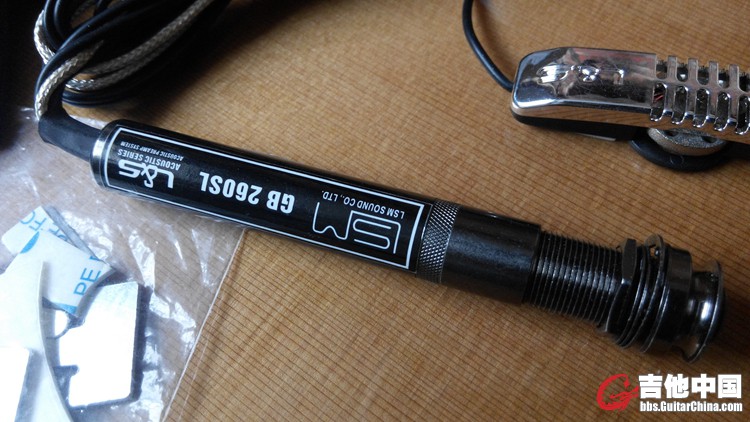 L&S
ACOUSTIC SERIES
ACOUSTIC PREAMP SYSTEM
GB 260SL
LSM
LSM SOUND CO., LTD.
PE
吉他中国
bbs.GuitarChina.com